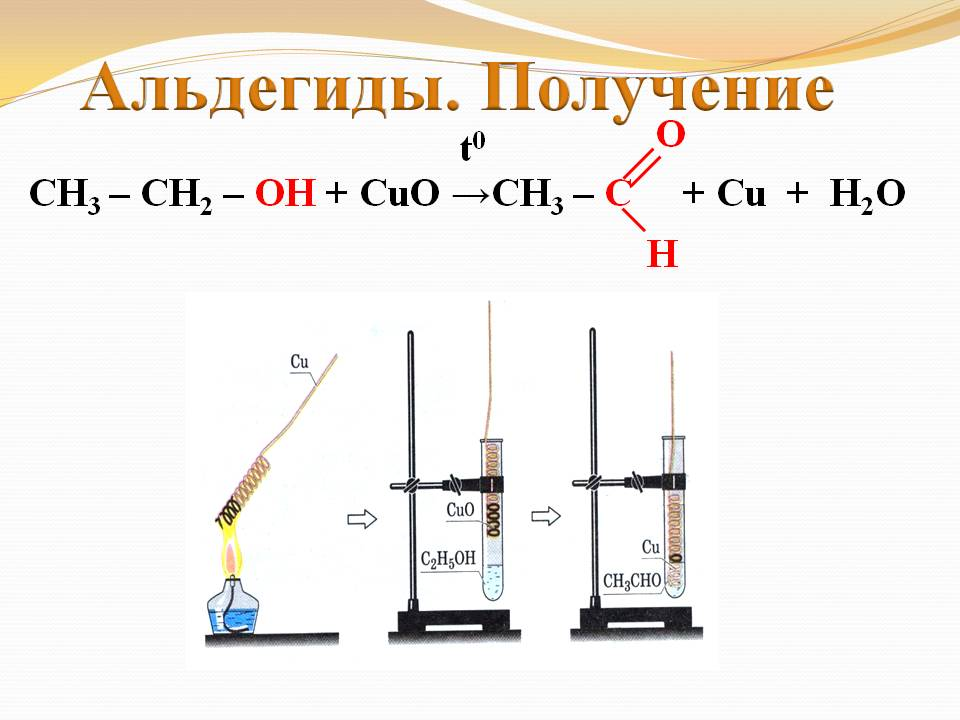 Альдегиды. Получение
O
t⁰
CH₃ – CH₂ – OH + CuO →CH₃ – C + Cu + H₂O
H
Cu
CuO
C₂H₅OH
Cu
CH₃CHO